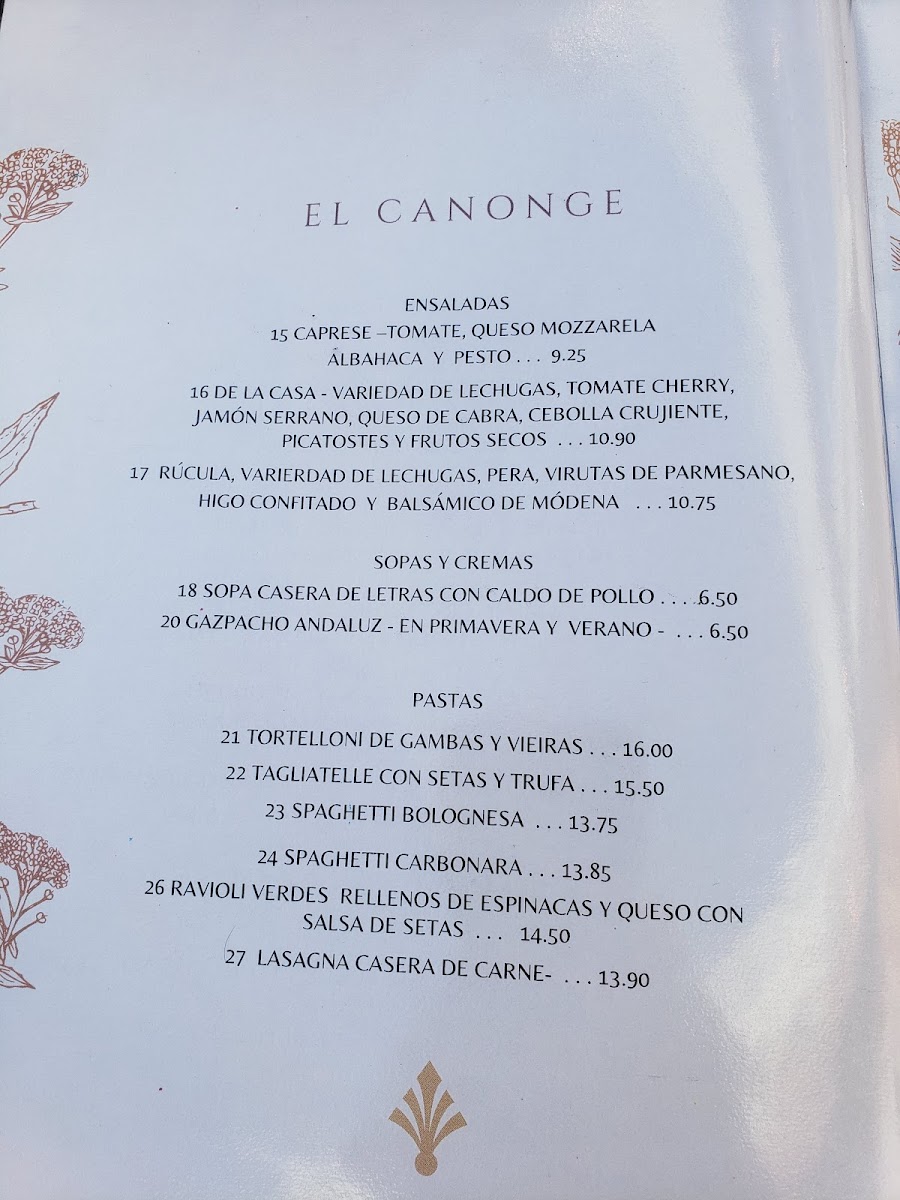 EL CANONGE
ENSALADAS
15 CAPRESE –TOMATE, QUESO MOZZARELA
ALBAHACA Y PESTO . . . 9.25
16 DE LA CASA - VARIEDAD DE LECHUGAS, TOMATE CHERRY,
JAMÓN SERRANO, QUESO DE CABRA, CEBOLLA CRUJIENTE,
PICATOSTES Y FRUTOS SECOS . . . 10.90
17 RÚCULA, VARIERDAD DE LECHUGAS, PERA, VIRUTAS DE PARMESANO,
HIGO CONFITADO Y BALSÁMICO DE MÓDENA . . . 10.75
SOPAS Y CREMAS
18 SOPA CASERA DE LETRAS CON CALDO DE POLLO . . . . 6.50
20 GAZPACHO ANDALUZ - EN PRIMAVERA Y VERANO - . . . 6.50
PASTAS
21 TORTELLONI DE GAMBAS Y VIEIRAS . . . 16.00
22 TAGLIATELLE CON SETAS Y TRUFA . . . 15.50
23 SPAGHETTI BOLOGNESA . . . 13.75
24 SPAGHETTI CARBONARA . . . 13.85
26 RAVIOLI VERDES RELLENOS DE ESPINACAS Y QUESO CON
SALSA DE SETAS . . . 14.50
27 LASAGNA CASERA DE CARNE- . . . 13.90